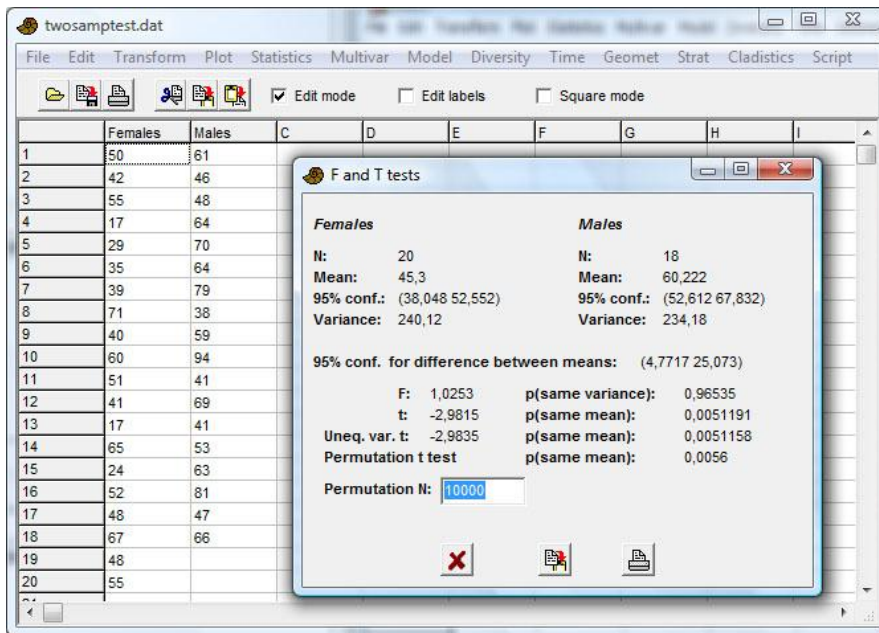 twosamptest.dat
File Edit Transform Plot Statistics Multivar Model Diversity Time Geomet Strat Cladistics Script
Edit mode Edit labels Square mode
Females Males C D E F G H I
1 50 61
2 42 46
3 55 48
4 17 64
5 29 70
6 35 64
7 39 79
8 71 38
9 40 59
10 60 94
11 51 41
12 41 69
13 17 41
14 65 53
15 24 63
16 52 81
17 48 47
18 67 66
19 48
20 55
F and T tests
Females Males
N: 20 N: 18
Mean: 45,3 Mean: 60,222
95% conf.: (38,048 52,552) 95% conf.: (52,612 67,832)
Variance: 240,12 Variance: 234,18
95% conf. for difference between means: (4,7717 25,073)
F: 1,0253 p(same variance): 0,96535
t: -2,9815 p(same mean): 0,0051191
Uneq. var. t: -2,9835 p(same mean): 0,0051158
Permutation t test p(same mean): 0,0056
Permutation N: 10000